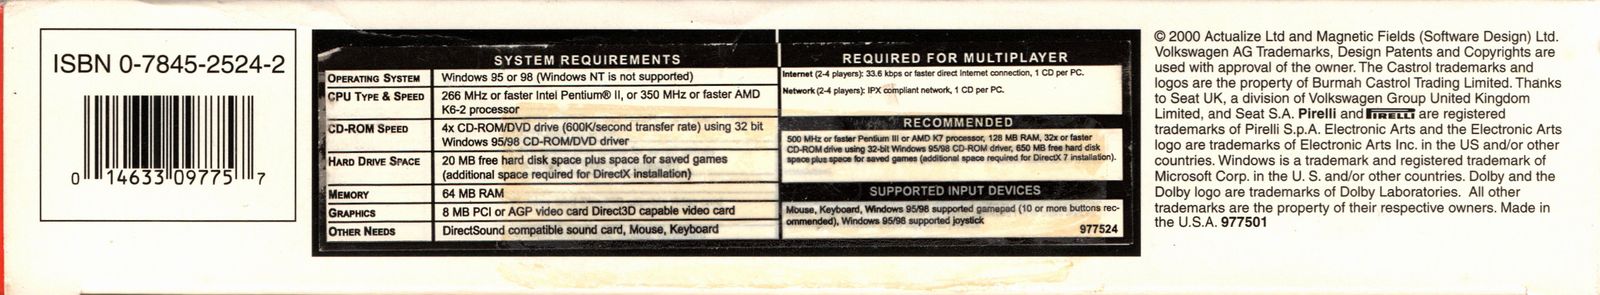 ISBN 0-7845-2524-2
0 14633 09775 7
SYSTEM REQUIREMENTS
OPERATING SYSTEM Windows 95 or 98 (Windows NT is not supported)
CPU TYPE & SPEED 266 MHz or faster Intel Pentium® II, or 350 MHz or faster AMD
K6-2 processor
CD-ROM SPEED 4x CD-ROM/DVD drive (600K/second transfer rate) using 32 bit
Windows 95/98 CD-ROM/DVD driver
HARD DRIVE SPACE 20 MB free hard disk space plus space for saved games
(additional space required for DirectX installation)
MEMORY 64 MB RAM
GRAPHICS 8 MB PCI or AGP video card Direct3D capable video card
OTHER NEEDS DirectSound compatible sound card, Mouse, Keyboard
REQUIRED FOR MULTIPLAYER
Internet (2-4 players): 33.6 kbps or faster direct Internet connection, 1 CD per PC.
Network (2-4 players): IPX compliant network, 1 CD per PC.
RECOMMENDED
500 MHz or faster Pentium III or AMD K7 processor, 128 MB RAM, 32x or faster
CD-ROM drive using 32-bit Windows 95/98 CD-ROM driver, 650 MB free hard disk
space plus space for saved games (additional space required for DirectX 7 installation).
SUPPORTED INPUT DEVICES
Mouse, Keyboard, Windows 95/98 supported gamepad (10 or more buttons rec-
ommended), Windows 95/98 supported joystick
977524
© 2000 Actualize Ltd and Magnetic Fields (Software Design) Ltd.
Volkswagen AG Trademarks, Design Patents and Copyrights are
used with approval of the owner. The Castrol trademarks and
logos are the property of Burmah Castrol Trading Limited. Thanks
to Seat UK, a division of Volkswagen Group United Kingdom
Limited, and Seat S.A. Pirelli and PIRELLI are registered
trademarks of Pirelli S.p.A. Electronic Arts and the Electronic Arts
logo are trademarks of Electronic Arts Inc. in the US and/or other
countries. Windows is a trademark and registered trademark of
Microsoft Corp. in the U. S. and/or other countries. Dolby and the
Dolby logo are trademarks of Dolby Laboratories. All other
trademarks are the property of their respective owners. Made in
the U.S.A. 977501